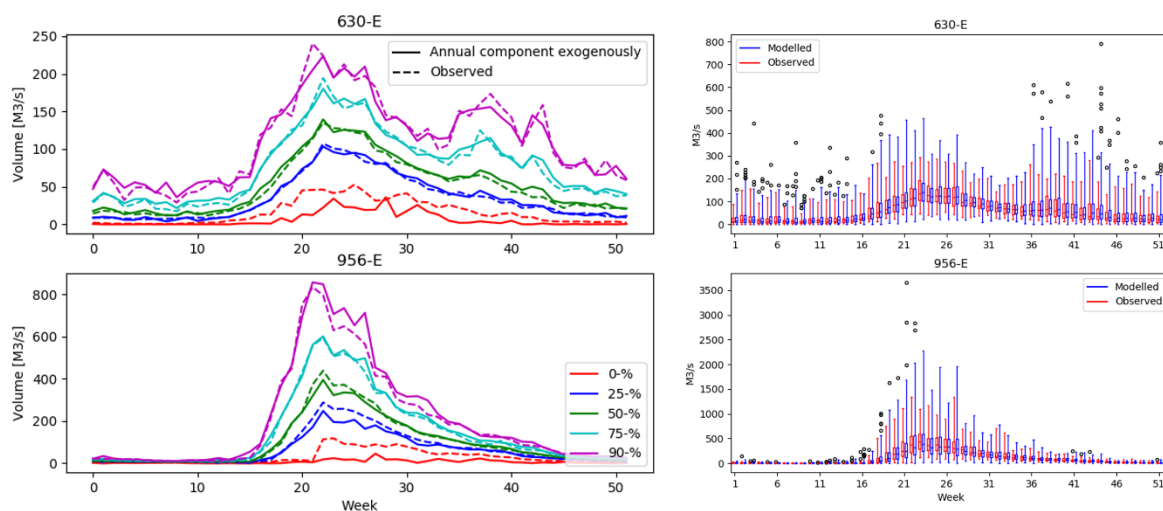 630-E
250
200
150
100
50
0
Volume [M3/s]
Annual component exogenously
Observed
0 10 20 30 40 50
956-E
800
600
400
200
0
Volume [M3/s]
0-%
25-%
50-%
75-%
90-%
0 10 20 30 40 50
Week
630-E
800
700
600
500
400
300
200
100
0
M3/s
Modelled
Observed
1 6 11 16 21 26 31 36 41 46 51
956-E
3500
3000
2500
2000
1500
1000
500
0
M3/s
Modelled
Observed
1 6 11 16 21 26 31 36 41 46 51
Week